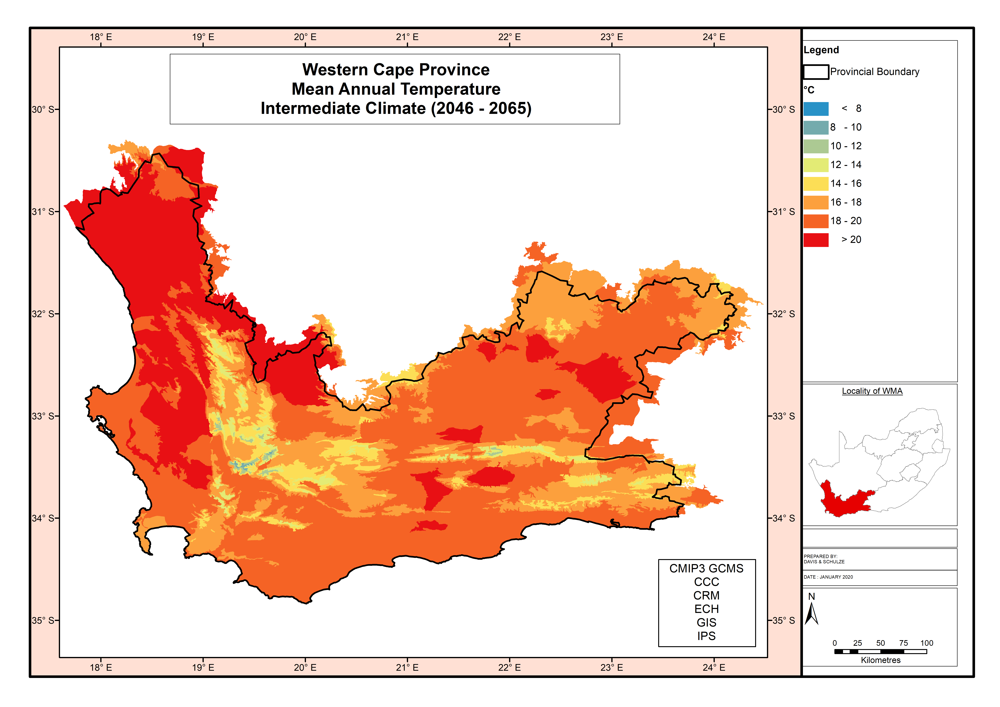 18° E 19° E 20° E 21° E 22° E 23° E 24° E
Western Cape Province
Mean Annual Temperature
Intermediate Climate (2046 - 2065)
30° S 30° S
31° S 31° S
32° S 32° S
33° S 33° S
34° S 34° S
35° S 35° S
CMIP3 GCMS
CCC
CRM
ECH
GIS
IPS
18° E 19° E 20° E 21° E 22° E 23° E 24° E
Legend
Provincial Boundary
°C
< 8
8 - 10
10 - 12
12 - 14
14 - 16
16 - 18
18 - 20
> 20
Locality of WMA
PREPARED BY:
DAVIS & SCHULZE
DATE : JANUARY 2020
N
0 25 50 75 100
Kilometres